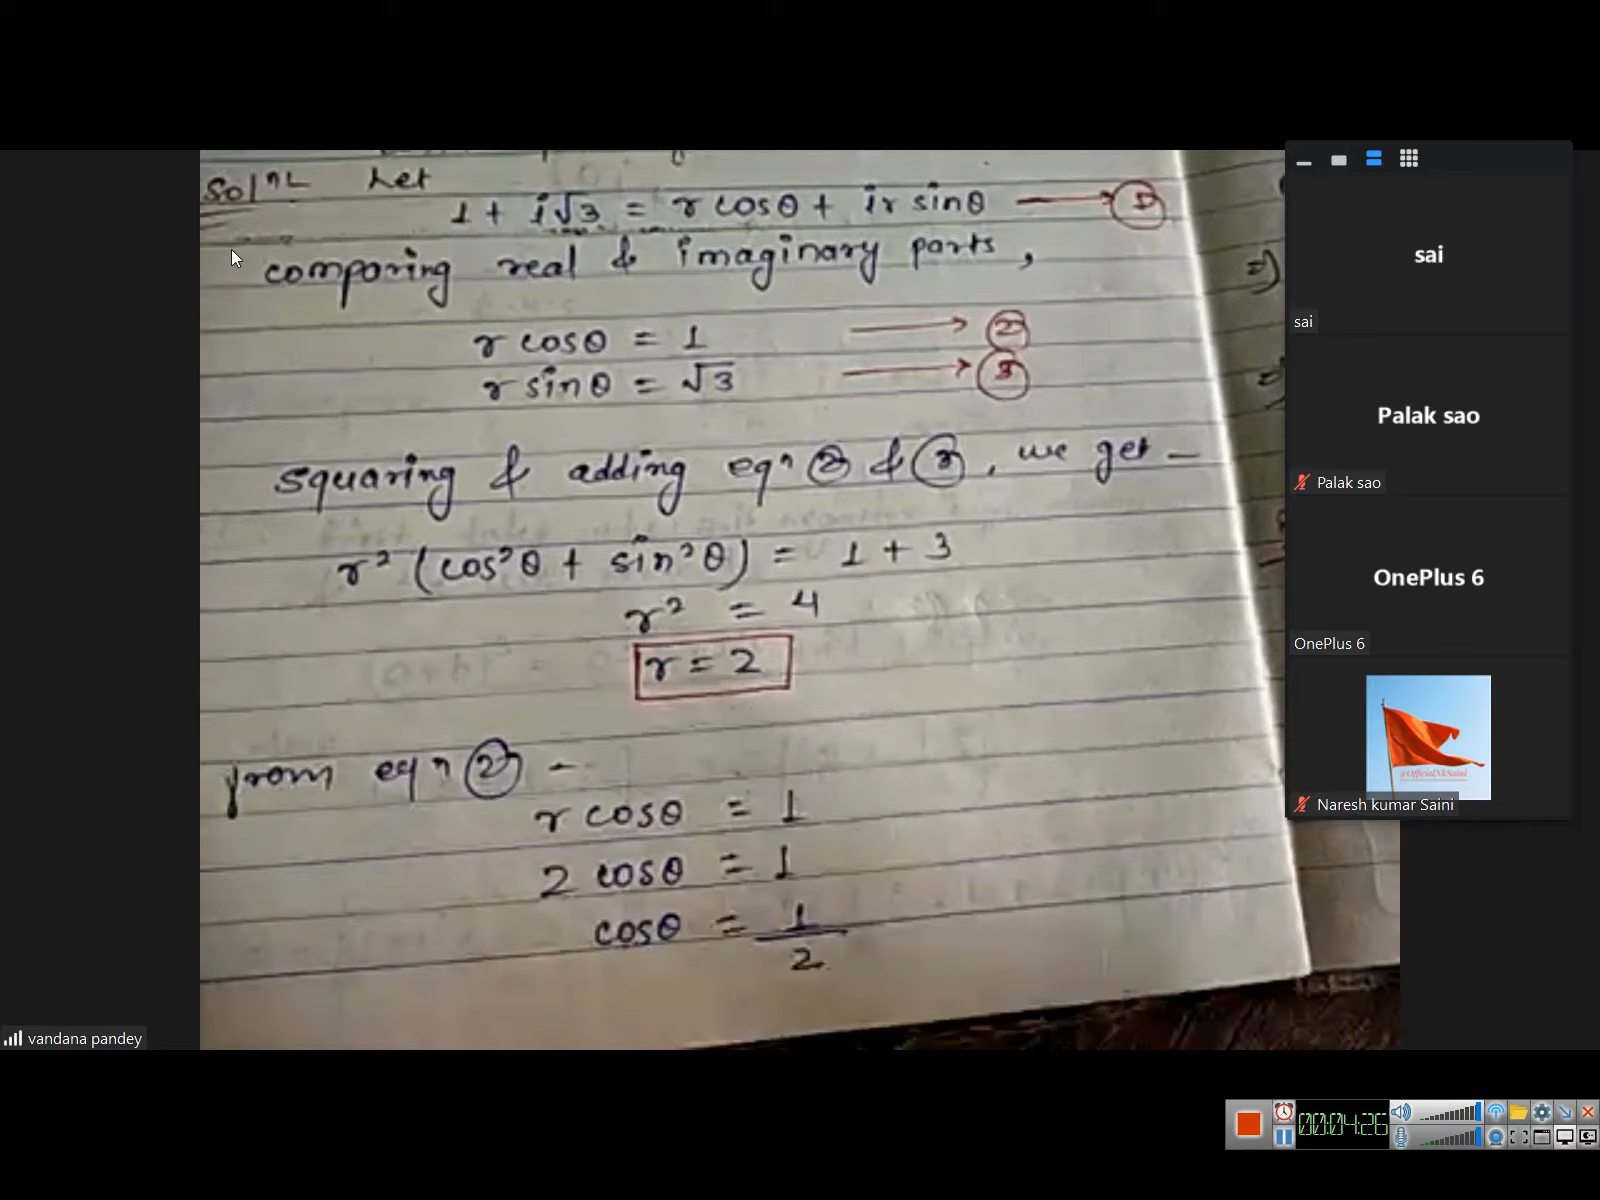 Solⁿ:- Let
1 + i√3 = r cosθ + ir sinθ → ①
comparing real & imaginary parts,
r cosθ = 1 → ②
r sinθ = √3 → ③
squaring & adding eqⁿ ② & ③, we get –
r² (cos²θ + sin²θ) = 1 + 3
r² = 4
r = 2
from eqⁿ ② –
r cosθ = 1
2 cosθ = 1
cosθ = 1/2
sai
sai
Palak sao
Palak sao
OnePlus 6
OnePlus 6
@OfficialNkSaini
Naresh kumar Saini
vandana pandey
00:04:26